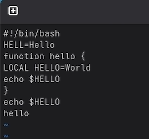 #!/bin/bash
HELL=Hello
function hello {
LOCAL HELLO=World
echo $HELLO
}
echo $HELLO
hello
~
~